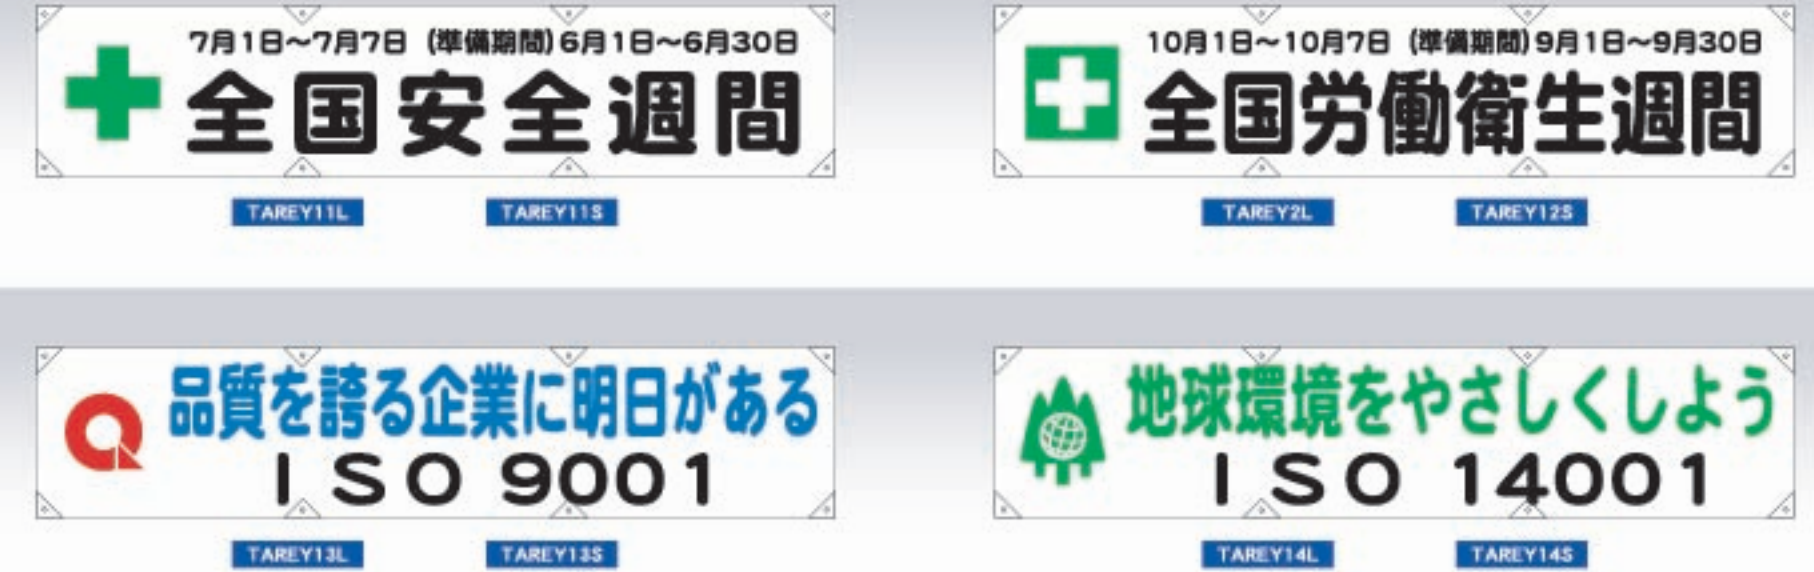 7月1日～7月7日 (準備期間)6月1日～6月30日
全国安全週間
TAREY11L
TAREY11S
10月1日～10月7日 (準備期間)9月1日～9月30日
全国労働衛生週間
TAREY2L
TAREY12S
品質を誇る企業に明日がある
ISO 9001
TAREY13L
TAREY13S
地球環境をやさしくしよう
ISO 14001
TAREY14L
TAREY14S